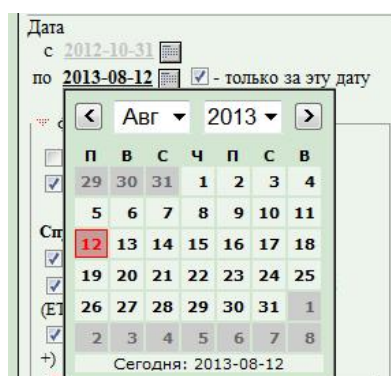 Дата
с 2012-10-31
по 2013-08-12 - только за эту дату
< Авг 2013 >
П В С Ч П С В
29 30 31 1 2 3 4
5 6 7 8 9 10 11
12 13 14 15 16 17 18
19 20 21 22 23 24 25
26 27 28 29 30 31 1
2 3 4 5 6 7 8
Сегодня: 2013-08-12
+)